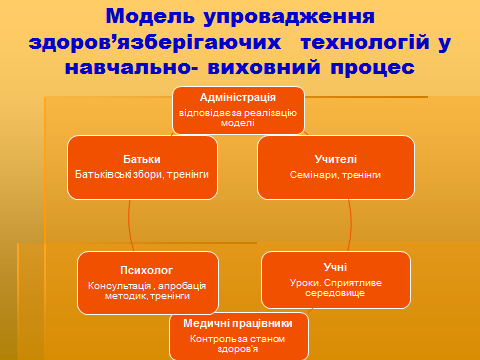 Модель упровадження
здоров’язберігаючих технологій у
навчально- виховний процес
Адміністрація
відповідає за реалізацію
моделі
Батьки
Батьківські збори, тренінги
Учителі
Семінари, тренінги
Психолог
Консультація , апробація
методик, тренінги
Учні
Уроки. Сприятливе
середовище
Медичні працівники
Контроль за станом
здоров’я